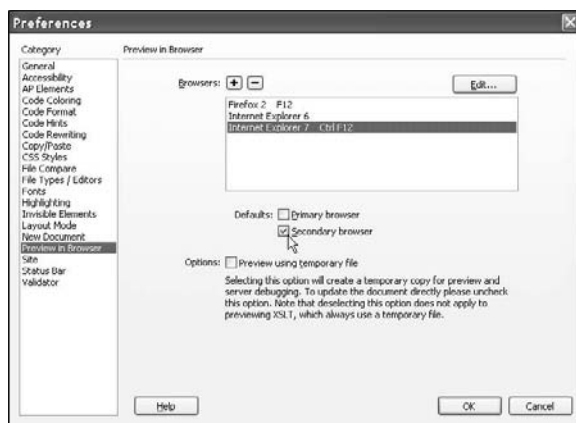 Preferences
Category
General
Accessibility
AP Elements
Code Coloring
Code Format
Code Hints
Code Rewriting
Copy/Paste
CSS Styles
File Compare
File Types / Editors
Fonts
Highlighting
Invisible Elements
Layout Mode
New Document
Preview in Browser
Site
Status Bar
Validator
Preview in Browser
Browsers:
Edit...
Firefox 2 F12
Internet Explorer 6
Internet Explorer 7 Ctrl F12
Defaults: Primary browser
Secondary browser
Options: Preview using temporary file
Selecting this option will create a temporary copy for preview and
server debugging. To update the document directly please uncheck
this option. Note that deselecting this option does not apply to
previewing XSLT, which always use a temporary file.
Help
OK
Cancel